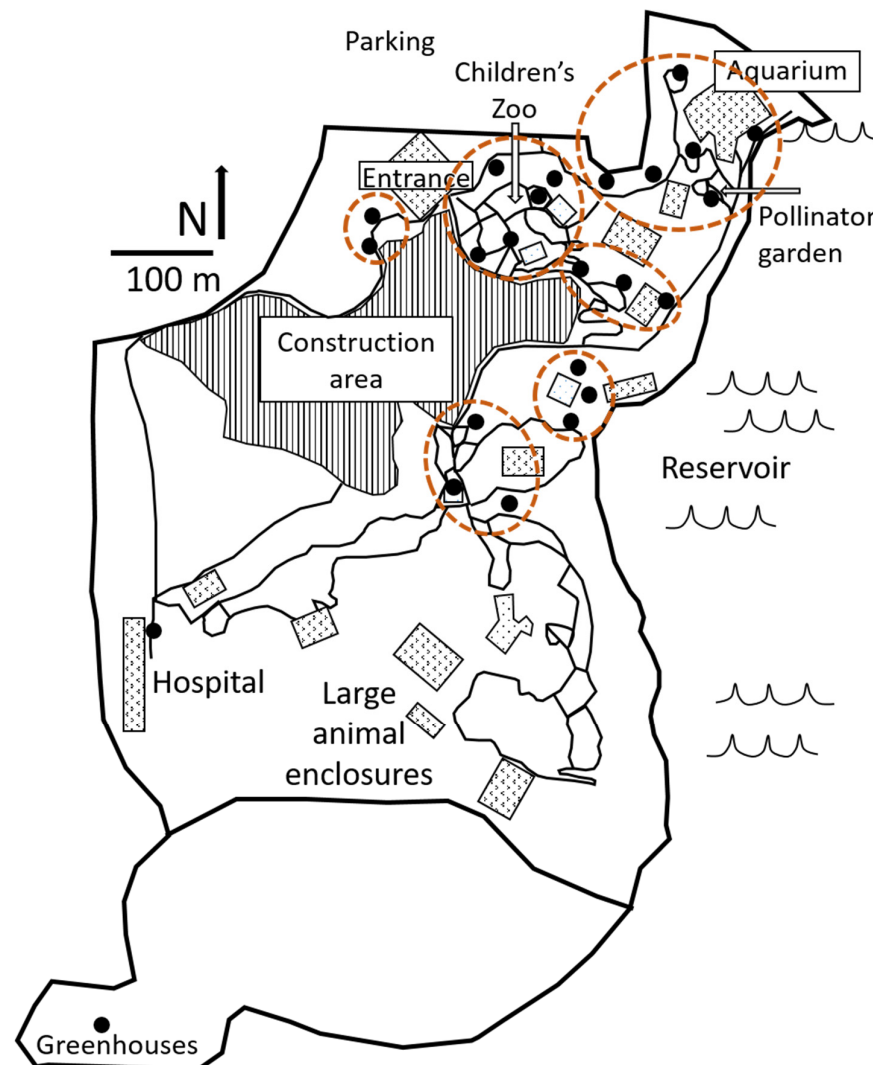 Parking
Children's
Zoo
Aquarium
Entrance
N
100 m
Pollinator
garden
Construction
area
Reservoir
Hospital
Large
animal
enclosures
Greenhouses